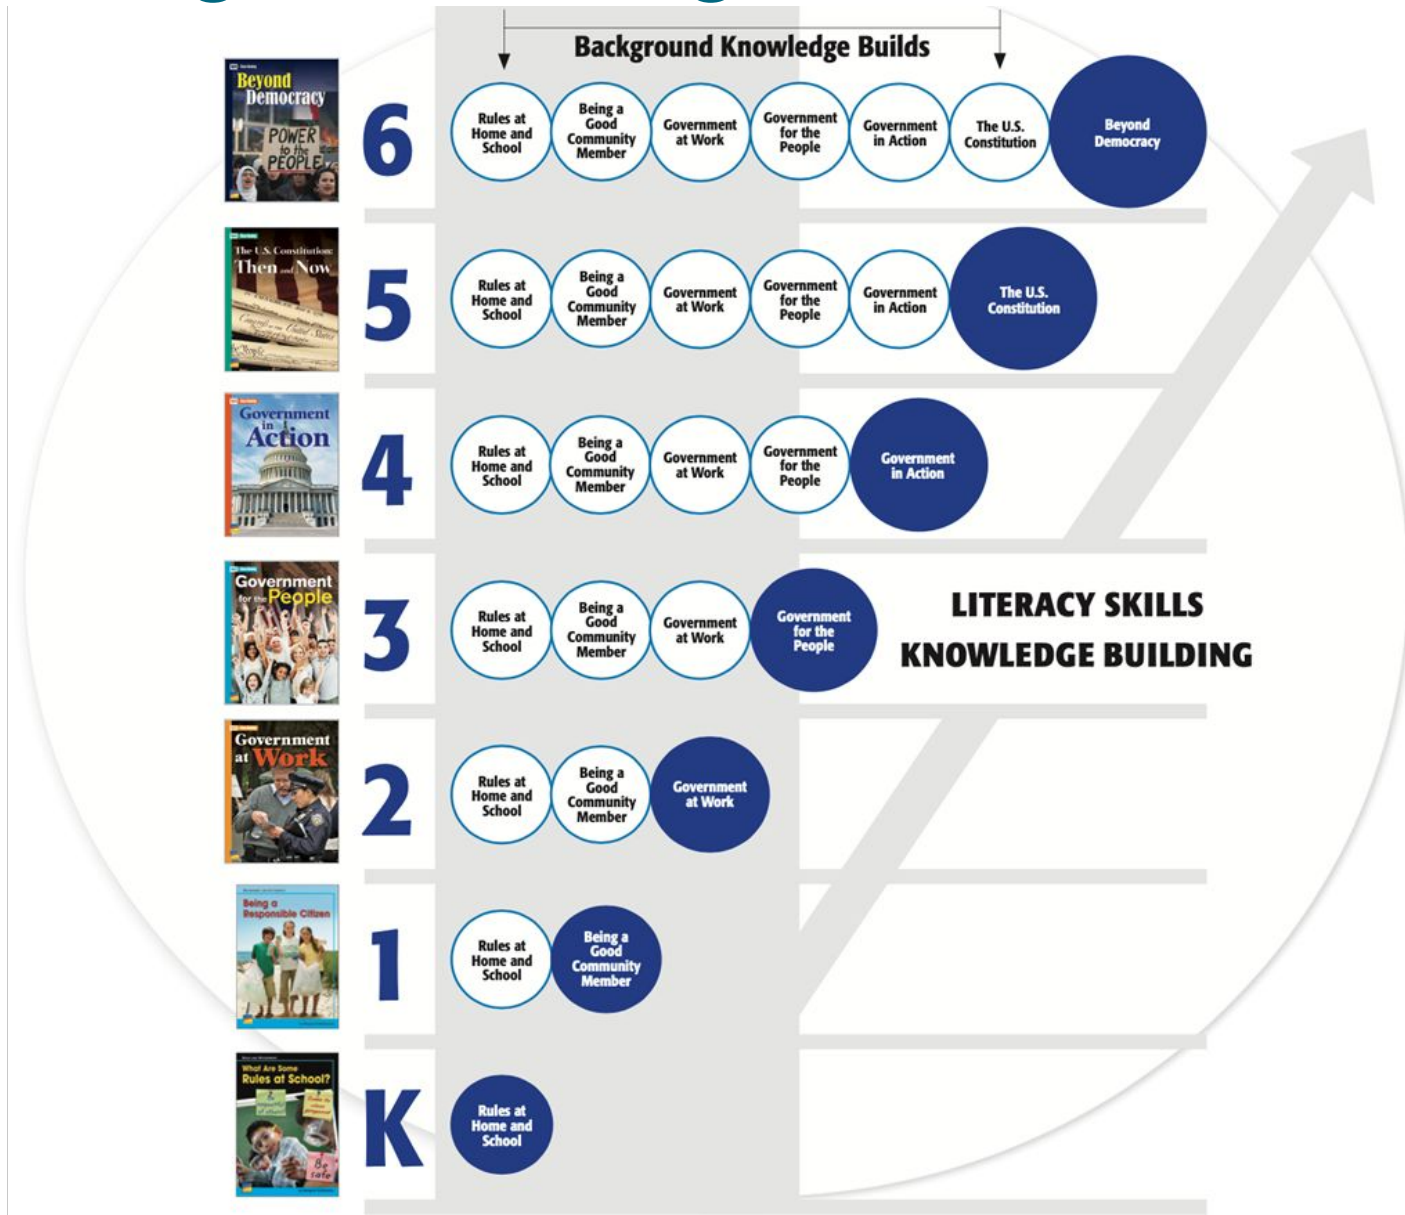 Background Knowledge Builds
Beyond
Democracy
POWER
to the
PEOPLE
6
Rules at
Home and
School
Being a
Good
Community
Member
Government
at Work
Government
for the
People
Government
in Action
The U.S.
Constitution
Beyond
Democracy
The U.S. Constitution:
Then and Now
5
Rules at
Home and
School
Being a
Good
Community
Member
Government
at Work
Government
for the
People
Government
in Action
The U.S.
Constitution
Government
in
Action
4
Rules at
Home and
School
Being a
Good
Community
Member
Government
at Work
Government
for the
People
Government
in Action
Government
for the People
3
Rules at
Home and
School
Being a
Good
Community
Member
Government
at Work
Government
for the
People
LITERACY SKILLS
KNOWLEDGE BUILDING
Government
at Work
2
Rules at
Home and
School
Being a
Good
Community
Member
Government
at Work
Being a
Responsible Citizen
1
Rules at
Home and
School
Being a
Good
Community
Member
What Are Some
Rules at School?
Be
safe
K
Rules at
Home and
School